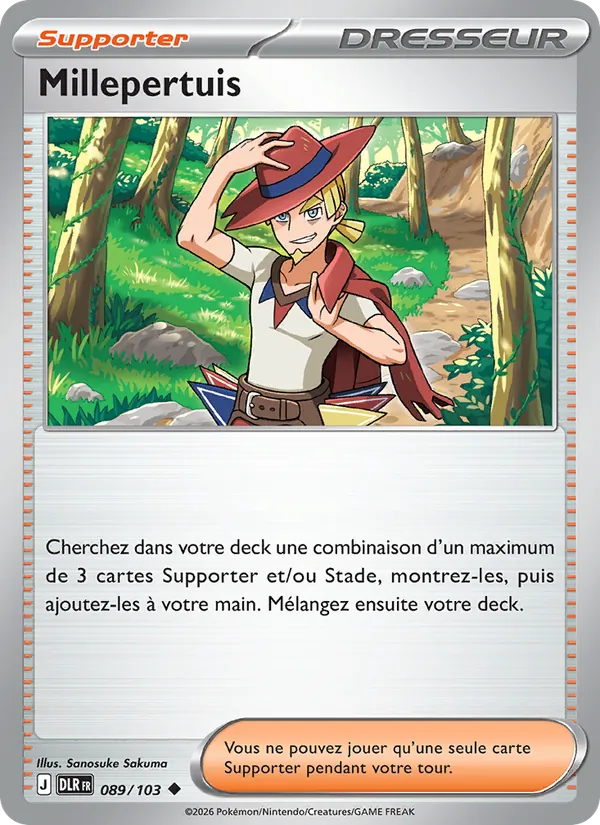 Supporter
DRESSEUR
Millepertuis
Cherchez dans votre deck une combinaison d'un maximum
de 3 cartes Supporter et/ou Stade, montrez-les, puis
ajoutez-les à votre main. Mélangez ensuite votre deck.
Illus. Sanosuke Sakuma
Vous ne pouvez jouer qu'une seule carte
Supporter pendant votre tour.
J DLR FR 089/103 ◆
©2026 Pokémon/Nintendo/Creatures/GAME FREAK